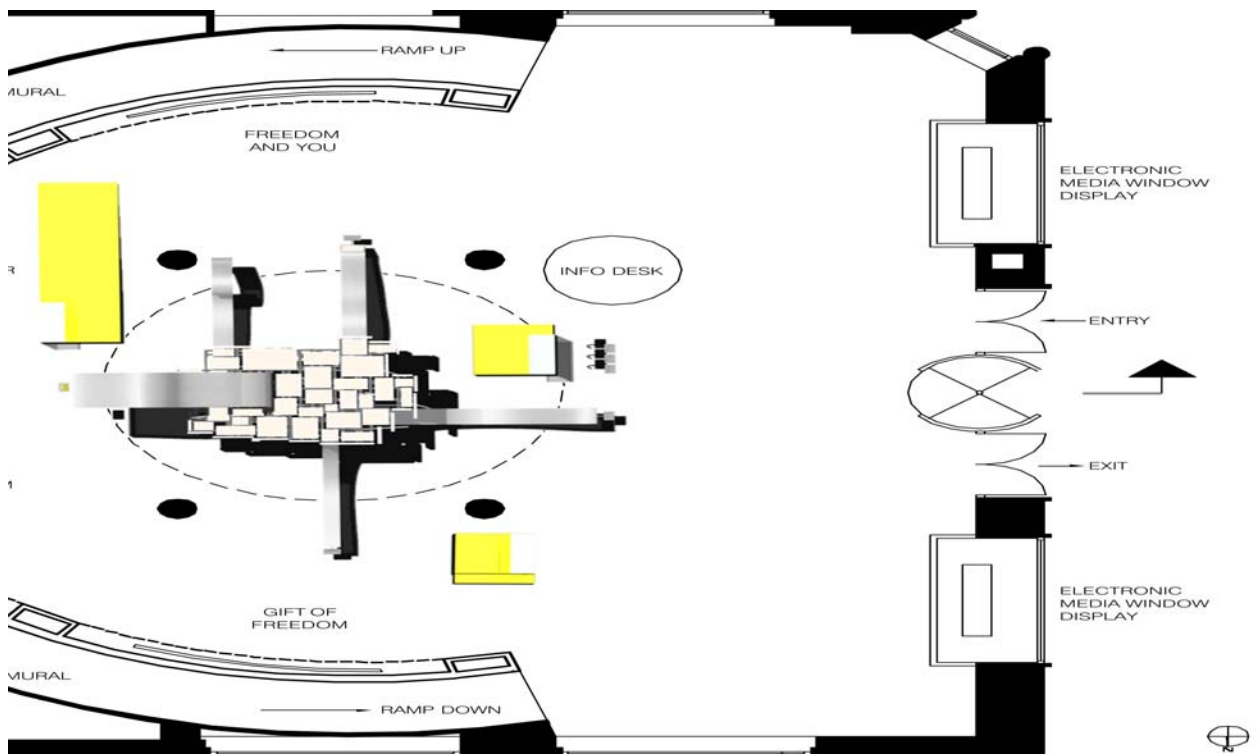 RAMP UP
MURAL
FREEDOM
AND YOU
ELECTRONIC
MEDIA WINDOW
DISPLAY
R
INFO DESK
ENTRY
EXIT
ELECTRONIC
MEDIA WINDOW
DISPLAY
GIFT OF
FREEDOM
MURAL
RAMP DOWN
N